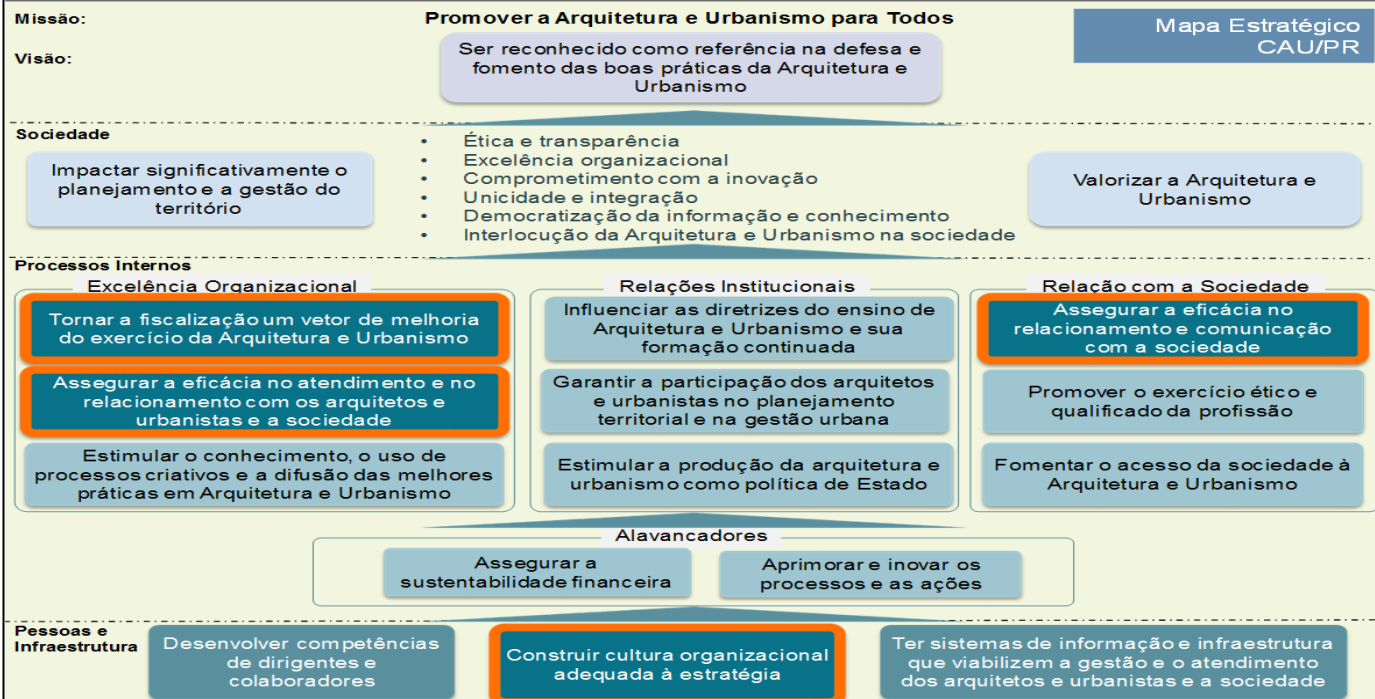 Missão:
Promover a Arquitetura e Urbanismo para Todos
Mapa Estratégico
CAU/PR
Visão:
Ser reconhecido como referência na defesa e
fomento das boas práticas da Arquitetura e
Urbanismo
Sociedade
Impactar significativamente o
planejamento e a gestão do
território
• Ética e transparência
• Excelência organizacional
• Comprometimento com a inovação
• Unicidade e integração
• Democratização da informação e conhecimento
• Interlocução da Arquitetura e Urbanismo na sociedade
Valorizar a Arquitetura e
Urbanismo
Processos Internos
Excelência Organizacional
Tornar a fiscalização um vetor de melhoria
do exercício da Arquitetura e Urbanismo
Assegurar a eficácia no atendimento e no
relacionamento com os arquitetos e
urbanistas e a sociedade
Estimular o conhecimento, o uso de
processos criativos e a difusão das melhores
práticas em Arquitetura e Urbanismo
Relações Institucionais
Influenciar as diretrizes do ensino de
Arquitetura e Urbanismo e sua
formação continuada
Garantir a participação dos arquitetos
e urbanistas no planejamento
territorial e na gestão urbana
Estimular a produção da arquitetura e
urbanismo como política de Estado
Relação com a Sociedade
Assegurar a eficácia no
relacionamento e comunicação
com a sociedade
Promover o exercício ético e
qualificado da profissão
Fomentar o acesso da sociedade à
Arquitetura e Urbanismo
Alavancadores
Assegurar a
sustentabilidade financeira
Aprimorar e inovar os
processos e as ações
Pessoas e
Infraestrutura
Desenvolver competências
de dirigentes e
colaboradores
Construir cultura organizacional
adequada à estratégia
Ter sistemas de informação e infraestrutura
que viabilizem a gestão e o atendimento
dos arquitetos e urbanistas e a sociedade